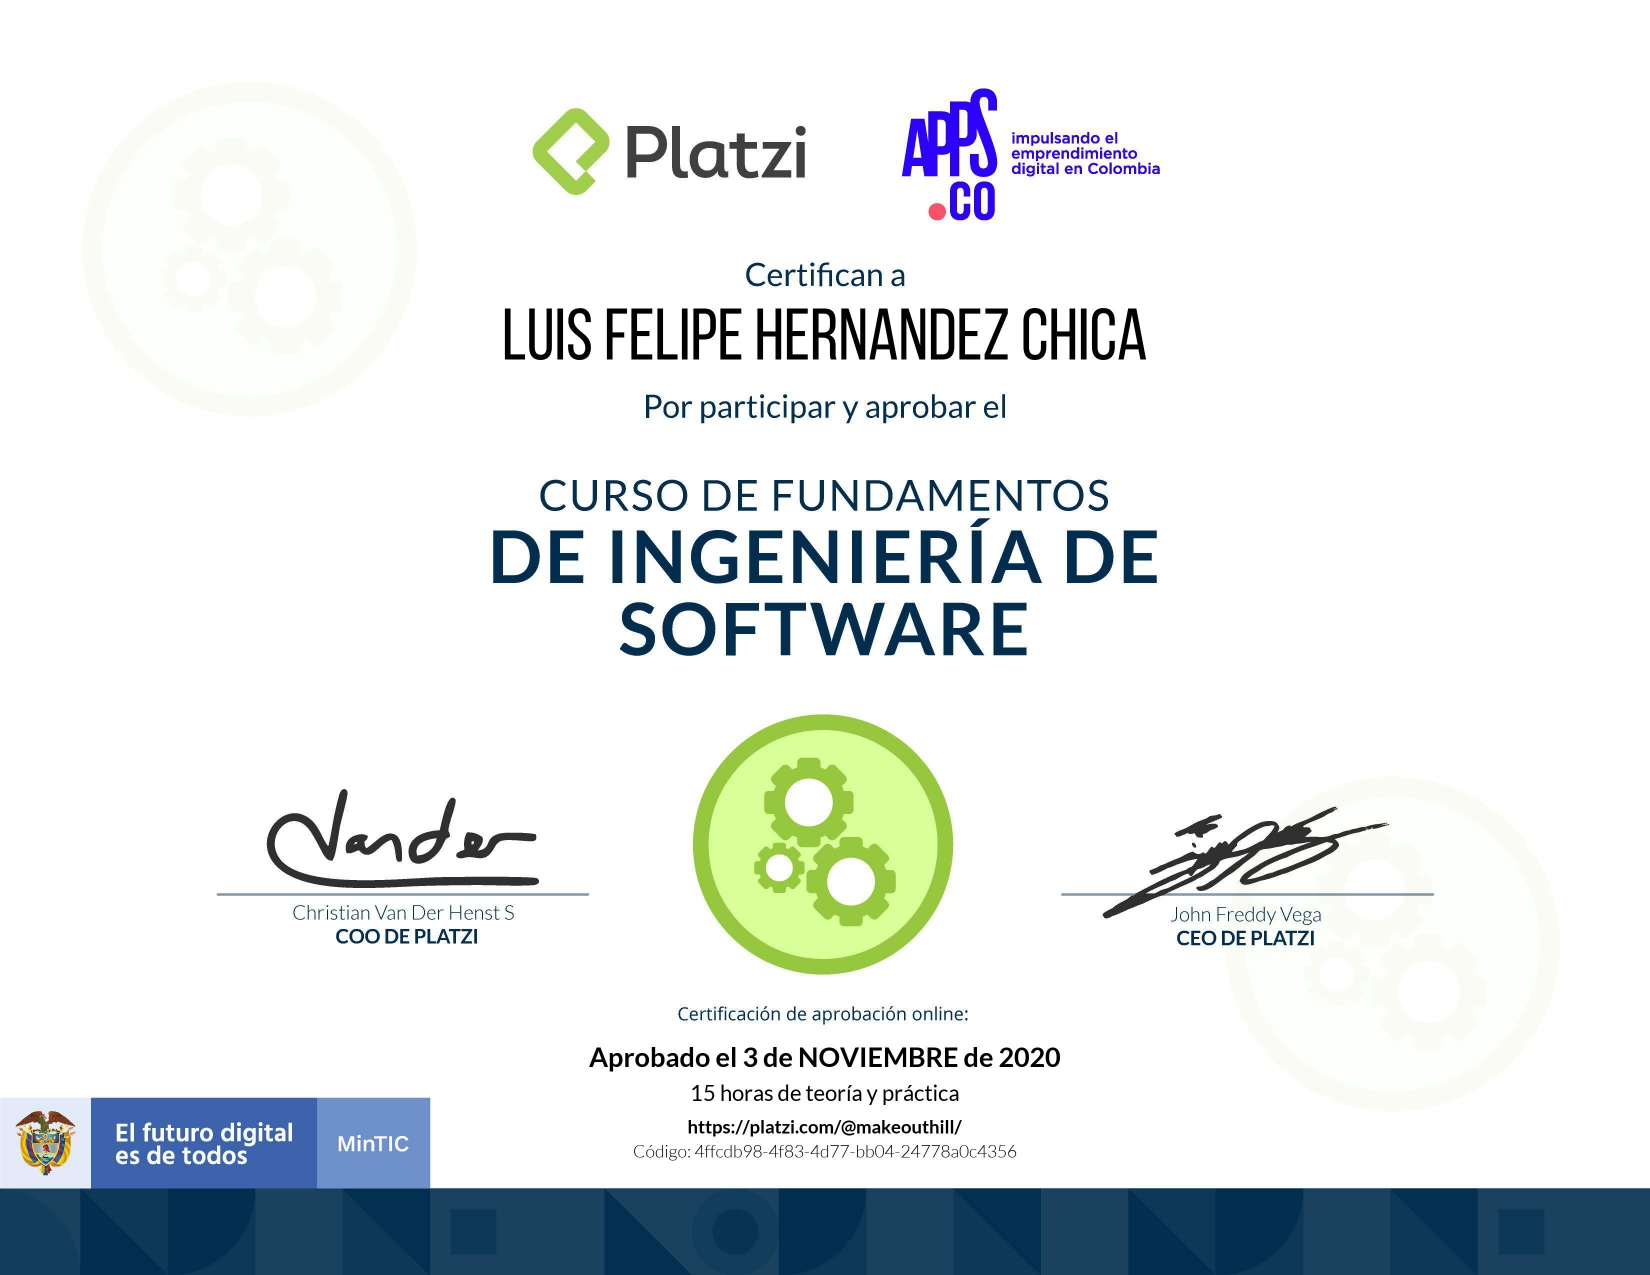 Platzi
APPS
.CO
impulsando el
emprendimiento
digital en Colombia
Certifican a
LUIS FELIPE HERNANDEZ CHICA
Por participar y aprobar el
CURSO DE FUNDAMENTOS
DE INGENIERÍA DE
SOFTWARE
Vander
Christian Van Der Henst S
COO DE PLATZI
John Freddy Vega
CEO DE PLATZI
Certificación de aprobación online:
Aprobado el 3 de NOVIEMBRE de 2020
15 horas de teoría y práctica
https://platzi.com/@makeouthill/
Código: 4ffcdb98-4f83-4d77-bb04-24778a0c4356
El futuro digital
es de todos
MinTIC